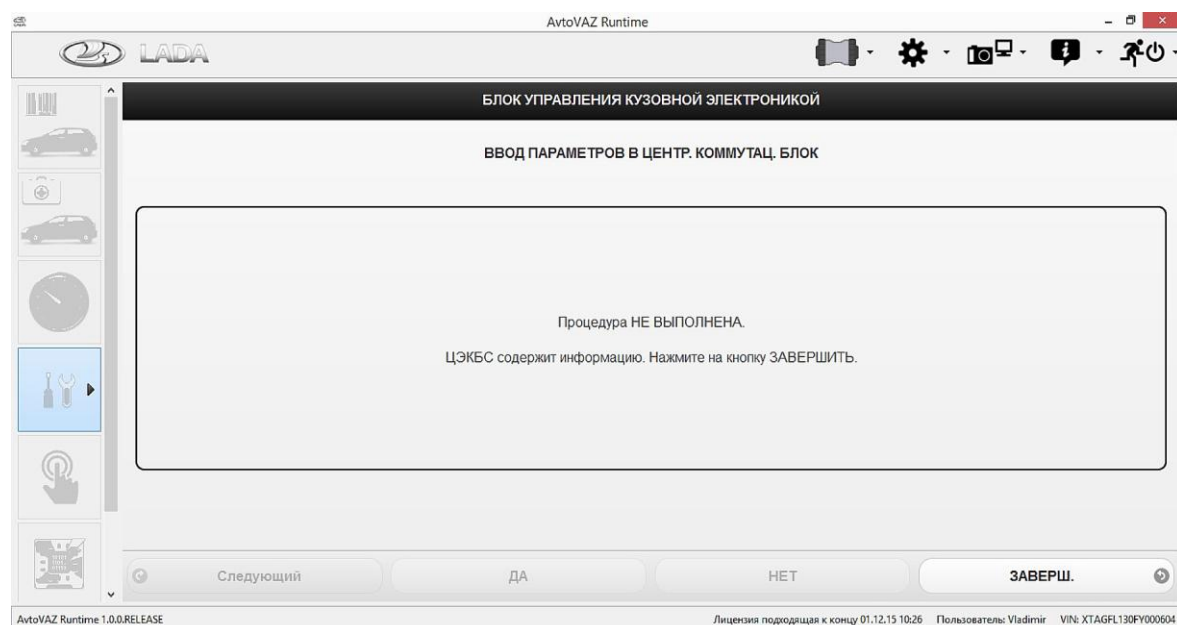 AvtoVAZ Runtime
LADA
БЛОК УПРАВЛЕНИЯ КУЗОВНОЙ ЭЛЕКТРОНИКОЙ
ВВОД ПАРАМЕТРОВ В ЦЕНТР. КОММУТАЦ. БЛОК
Процедура НЕ ВЫПОЛНЕНА.
ЦЭКБС содержит информацию. Нажмите на кнопку ЗАВЕРШИТЬ.
Следующий ДА НЕТ ЗАВЕРШ.
AvtoVAZ Runtime 1.0.0.RELEASE Лицензия подходящая к концу 01.12.15 10:26 Пользователь: Vladimir VIN: XTAGFL130FY000604